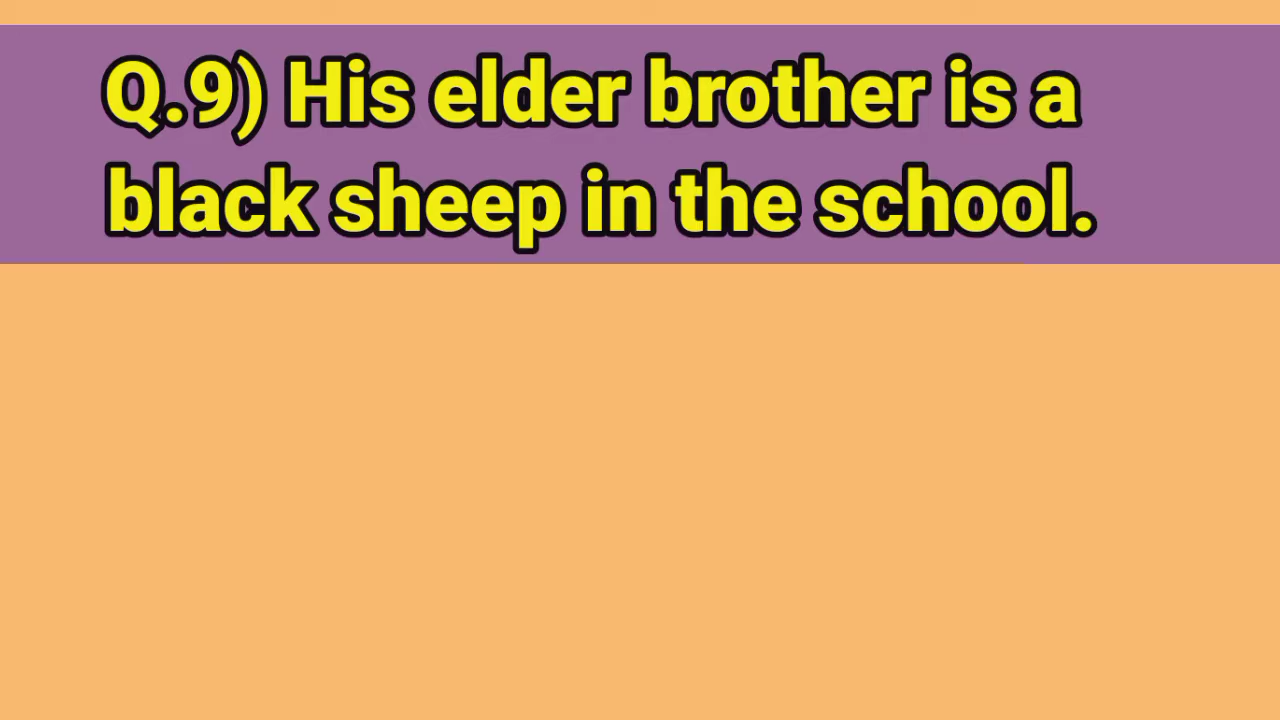 Q.9) His elder brother is a
black sheep in the school.